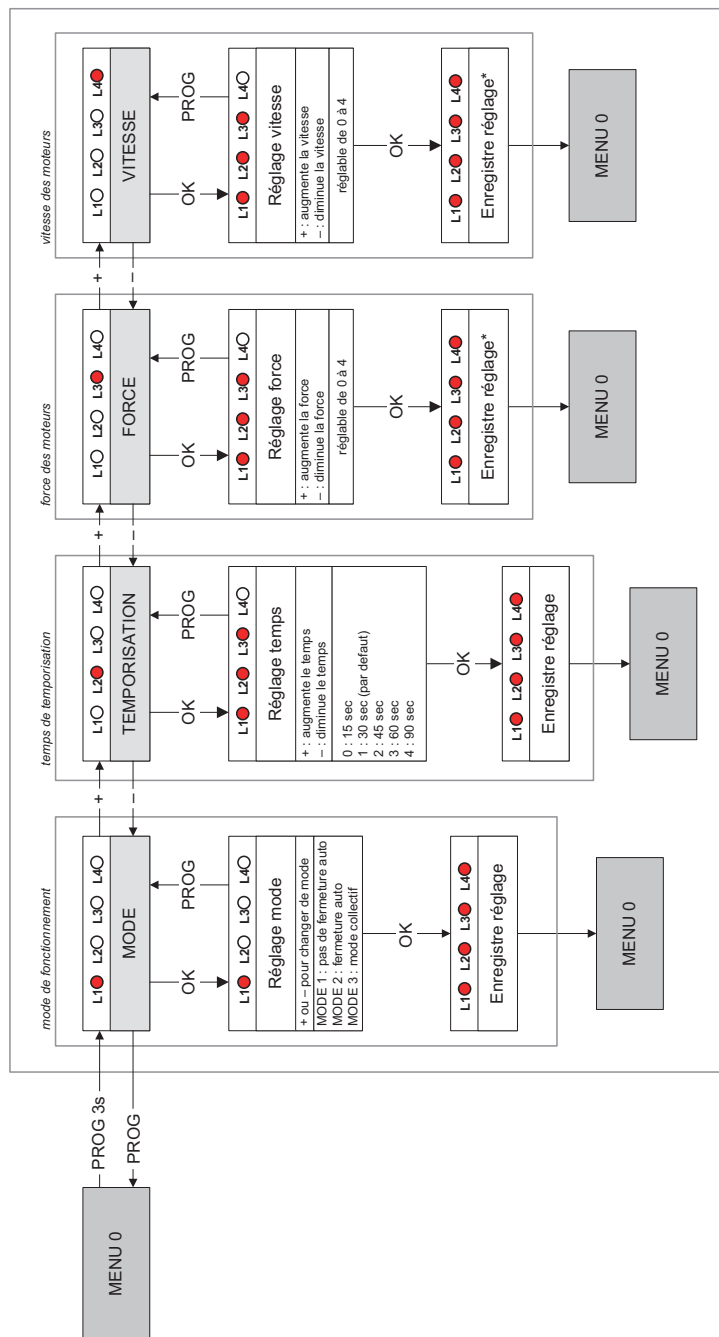 MENU 0
PROG 3s
PROG
mode de fonctionnement
L1 L2 L3 L4
MODE
OK
PROG
L1 L2 L3 L4
Réglage mode
+ ou – pour changer de mode
MODE 1 : pas de fermeture auto
MODE 2 : fermeture auto
MODE 3 : mode collectif
OK
L1 L2 L3 L4
Enregistre réglage
MENU 0
+
–
temps de temporisation
L1 L2 L3 L4
TEMPORISATION
OK
PROG
L1 L2 L3 L4
Réglage temps
+ : augmente le temps
– : diminue le temps
0 : 15 sec
1 : 30 sec (par defaut)
2 : 45 sec
3 : 60 sec
4 : 90 sec
OK
L1 L2 L3 L4
Enregistre réglage
MENU 0
+
–
force des moteurs
L1 L2 L3 L4
FORCE
OK
PROG
L1 L2 L3 L4
Réglage force
+ : augmente la force
– : diminue la force
réglable de 0 à 4
OK
L1 L2 L3 L4
Enregistre réglage*
MENU 0
+
–
vitesse des moteurs
L1 L2 L3 L4
VITESSE
OK
PROG
L1 L2 L3 L4
Réglage vitesse
+ : augmente la vitesse
– : diminue la vitesse
réglable de 0 à 4
OK
L1 L2 L3 L4
Enregistre réglage*
MENU 0